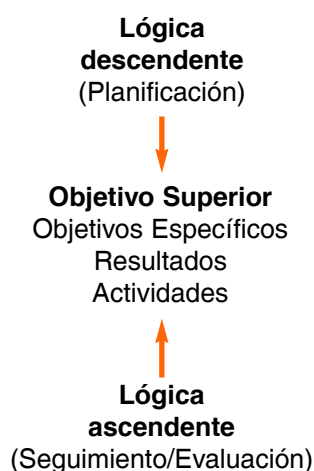 Lógica
descendente
(Planificación)
Objetivo Superior
Objetivos Específicos
Resultados
Actividades
Lógica
ascendente
(Seguimiento/Evaluación)